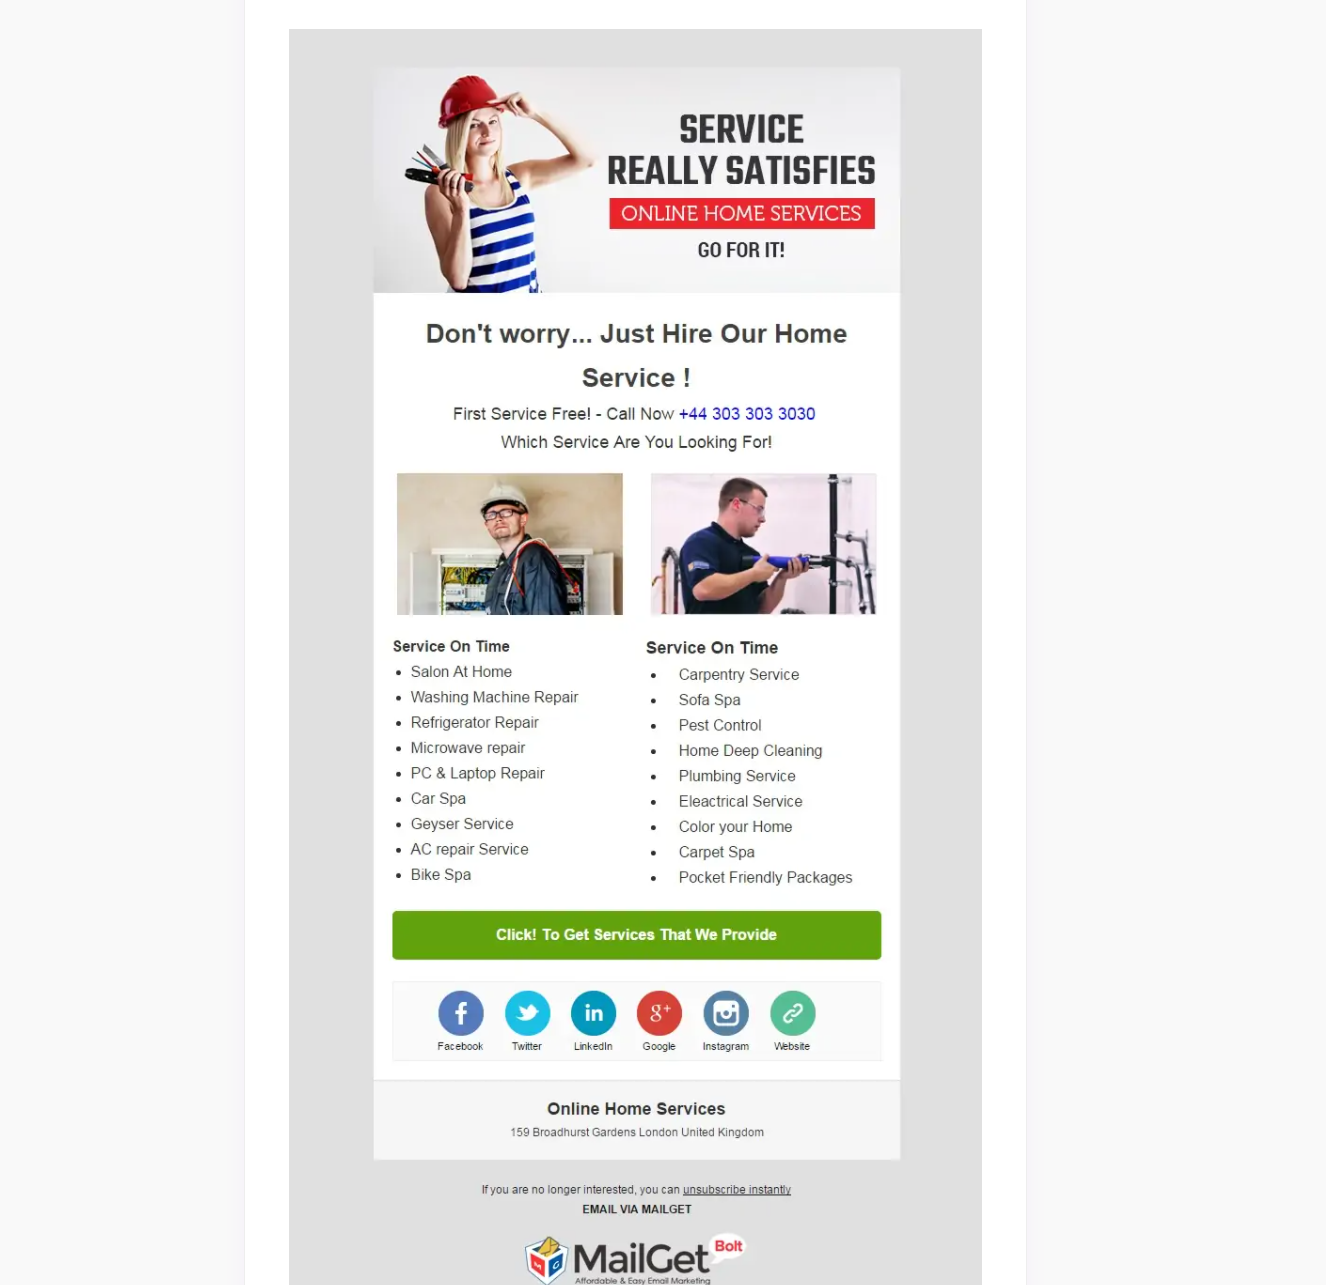 SERVICE
REALLY SATISFIES
ONLINE HOME SERVICES
GO FOR IT!
Don't worry... Just Hire Our Home
Service !
First Service Free! - Call Now +44 303 303 3030
Which Service Are You Looking For!
Service On Time
• Salon At Home
• Washing Machine Repair
• Refrigerator Repair
• Microwave repair
• PC & Laptop Repair
• Car Spa
• Geyser Service
• AC repair Service
• Bike Spa
Service On Time
• Carpentry Service
• Sofa Spa
• Pest Control
• Home Deep Cleaning
• Plumbing Service
• Eleactrical Service
• Color your Home
• Carpet Spa
• Pocket Friendly Packages
Click! To Get Services That We Provide
f
in
g+
Facebook Twitter LinkedIn Google Instagram Website
Online Home Services
159 Broadhurst Gardens London United Kingdom
If you are no longer interested, you can unsubscribe instantly
EMAIL VIA MAILGET
M G
MailGet Bolt
Affordable & Easy Email Marketing